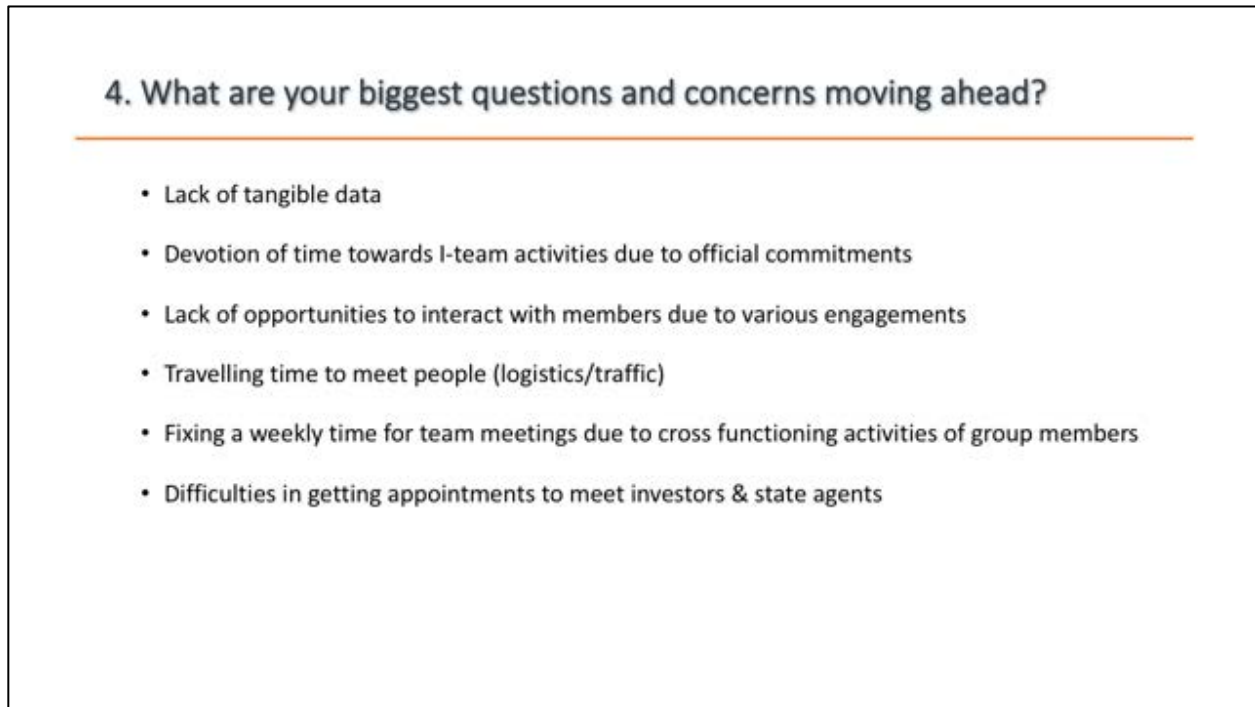 4. What are your biggest questions and concerns moving ahead?
• Lack of tangible data
• Devotion of time towards I-team activities due to official commitments
• Lack of opportunities to interact with members due to various engagements
• Travelling time to meet people (logistics/traffic)
• Fixing a weekly time for team meetings due to cross functioning activities of group members
• Difficulties in getting appointments to meet investors & state agents